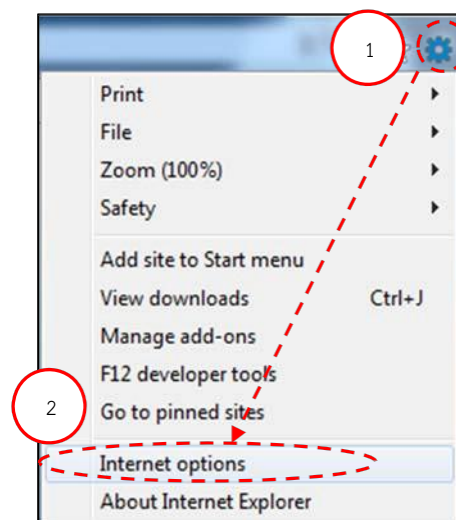 1
Print
File
Zoom (100%)
Safety
Add site to Start menu
View downloads Ctrl+J
Manage add-ons
F12 developer tools
2
Go to pinned sites
Internet options
About Internet Explorer